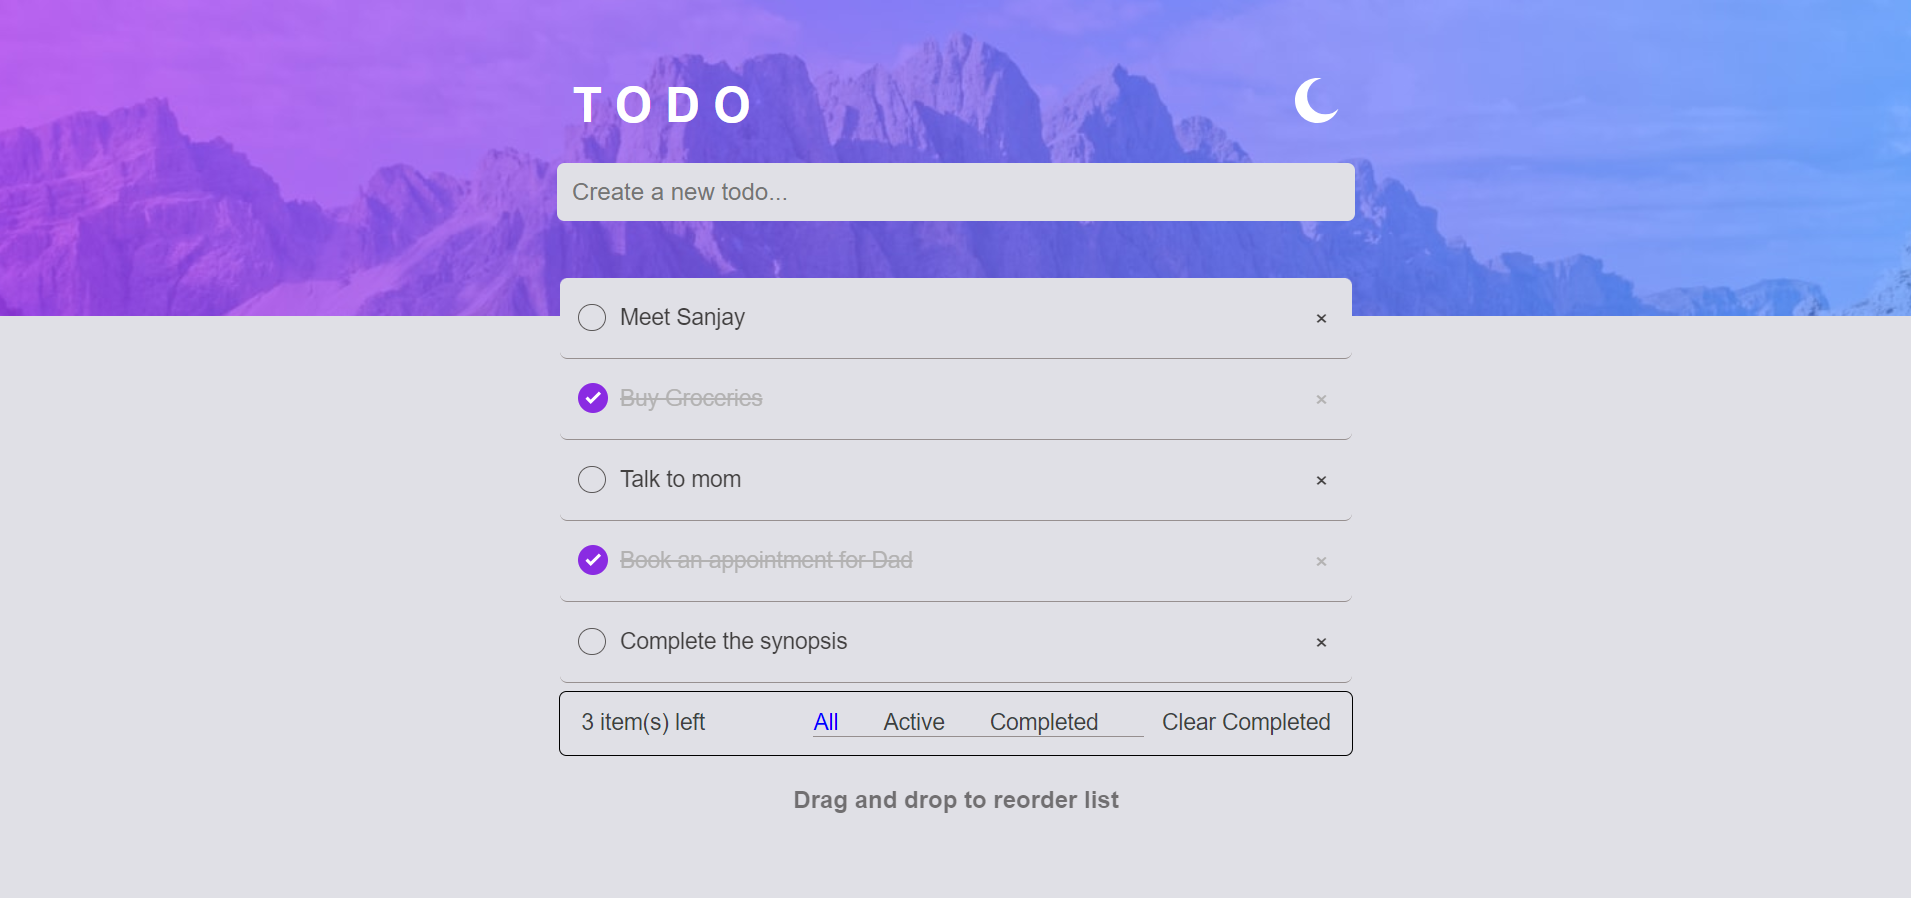 TODO
Create a new todo...
Meet Sanjay ×
Buy Groceries ×
Talk to mom ×
Book an appointment for Dad ×
Complete the synopsis ×
3 item(s) left All Active Completed Clear Completed
Drag and drop to reorder list